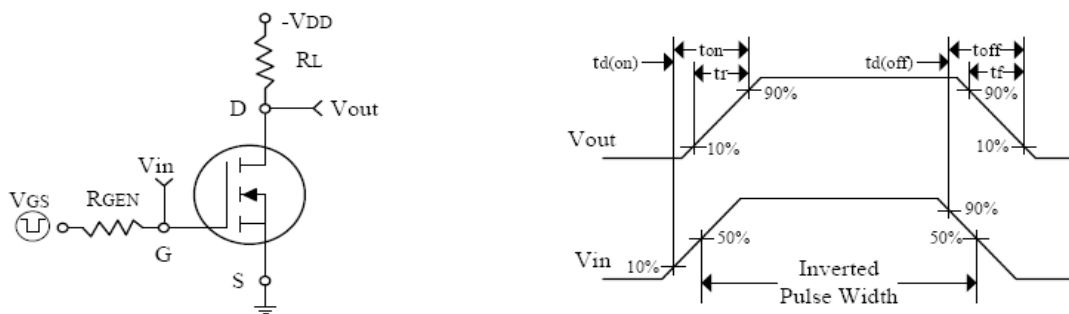 -VDD
RL
D
Vout
Vin
VGS
RGEN
G
S
ton
toff
td(on)
tr
td(off)
tf
90%
90%
Vout
10%
10%
90%
50%
50%
Vin
10%
Inverted
Pulse Width